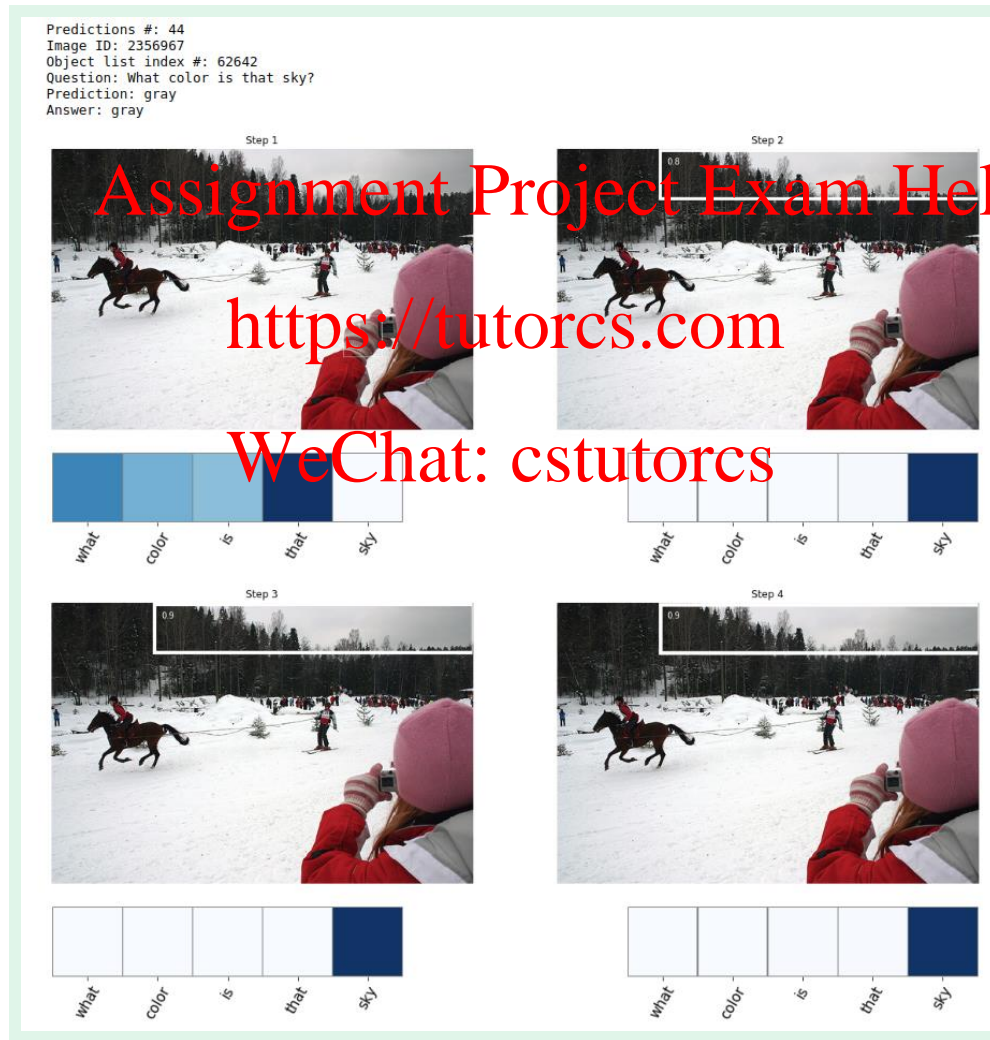 Predictions #: 44
Image ID: 2356967
Object list index #: 62642
Question: What color is that sky?
Prediction: gray
Answer: gray
Step 1
Step 2
0.8
Assignment Project Exam Hel
https://tutorcs.com
WeChat: cstutorcs
what color is that sky
what color is that sky
Step 3
Step 4
0.9
0.9
what color is that sky
what color is that sky